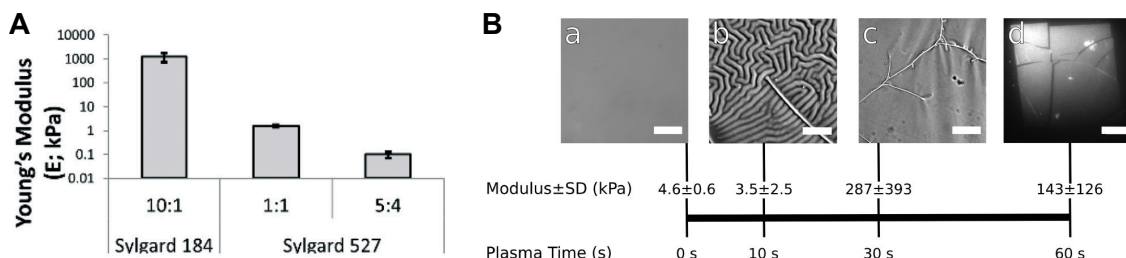 A
Young's Modulus
(E; kPa)
10000
1000
100
10
1
0.1
0.01
10:1
1:1
5:4
Sylgard 184
Sylgard 527
B
a
b
c
d
Modulus±SD (kPa)
4.6±0.6
3.5±2.5
287±393
143±126
Plasma Time (s)
0 s
10 s
30 s
60 s